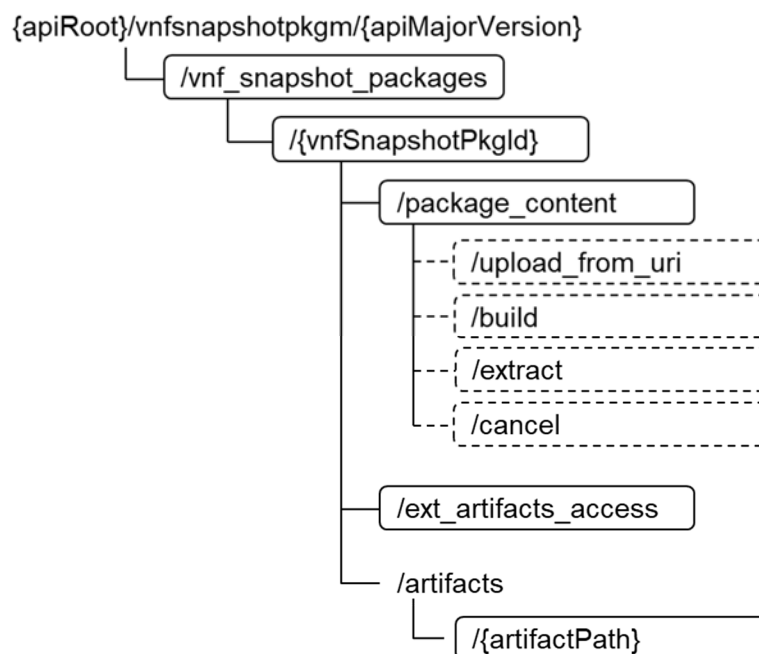 {apiRoot}/vnfsnapshotpkgm/{apiMajorVersion}
/vnf_snapshot_packages
/{vnfSnapshotPkgId}
/package_content
/upload_from_uri
/build
/extract
/cancel
/ext_artifacts_access
/artifacts
/{artifactPath}